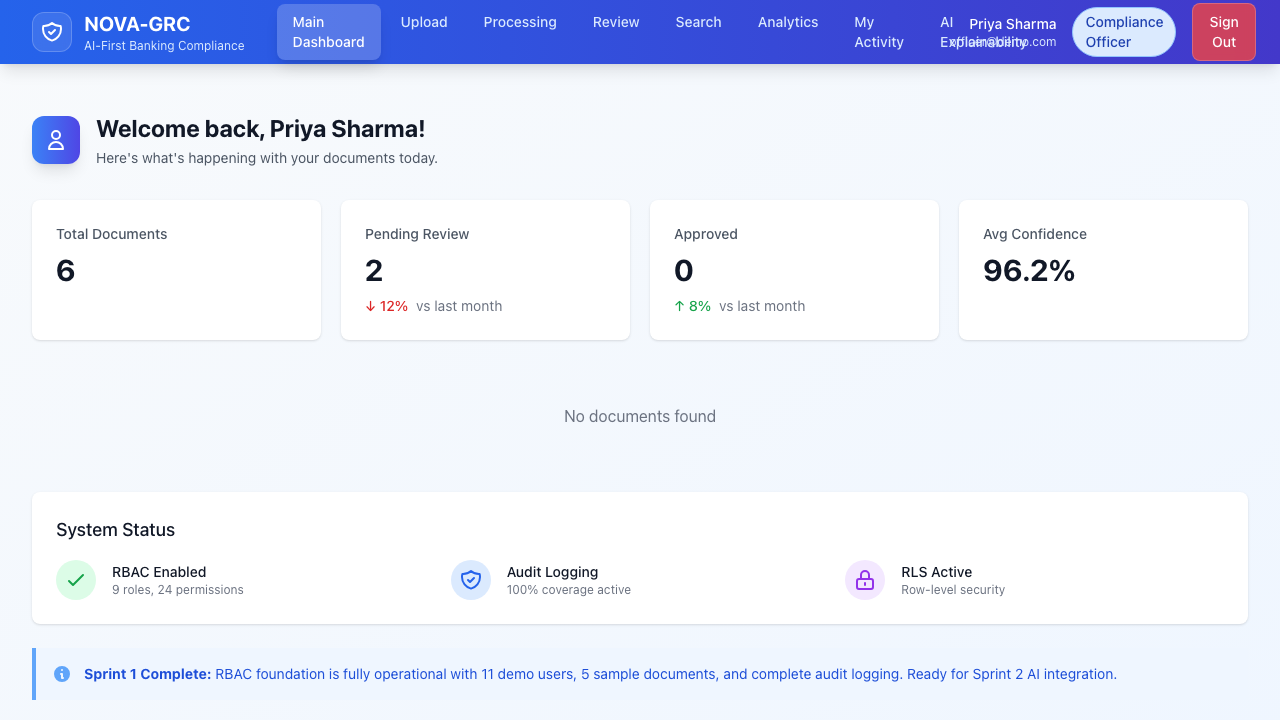 NOVA-GRC
AI-First Banking Compliance
Main
Dashboard
Upload
Processing
Review
Search
Analytics
My
Activity
AI
Explainability
Priya Sharma
Compliance
Officer
Sign
Out
Welcome back, Priya Sharma!
Here's what's happening with your documents today.
Total Documents
6
Pending Review
2
↓ 12% vs last month
Approved
0
↑ 8% vs last month
Avg Confidence
96.2%
No documents found
System Status
RBAC Enabled
9 roles, 24 permissions
Audit Logging
100% coverage active
RLS Active
Row-level security
Sprint 1 Complete: RBAC foundation is fully operational with 11 demo users, 5 sample documents, and complete audit logging. Ready for Sprint 2 AI integration.